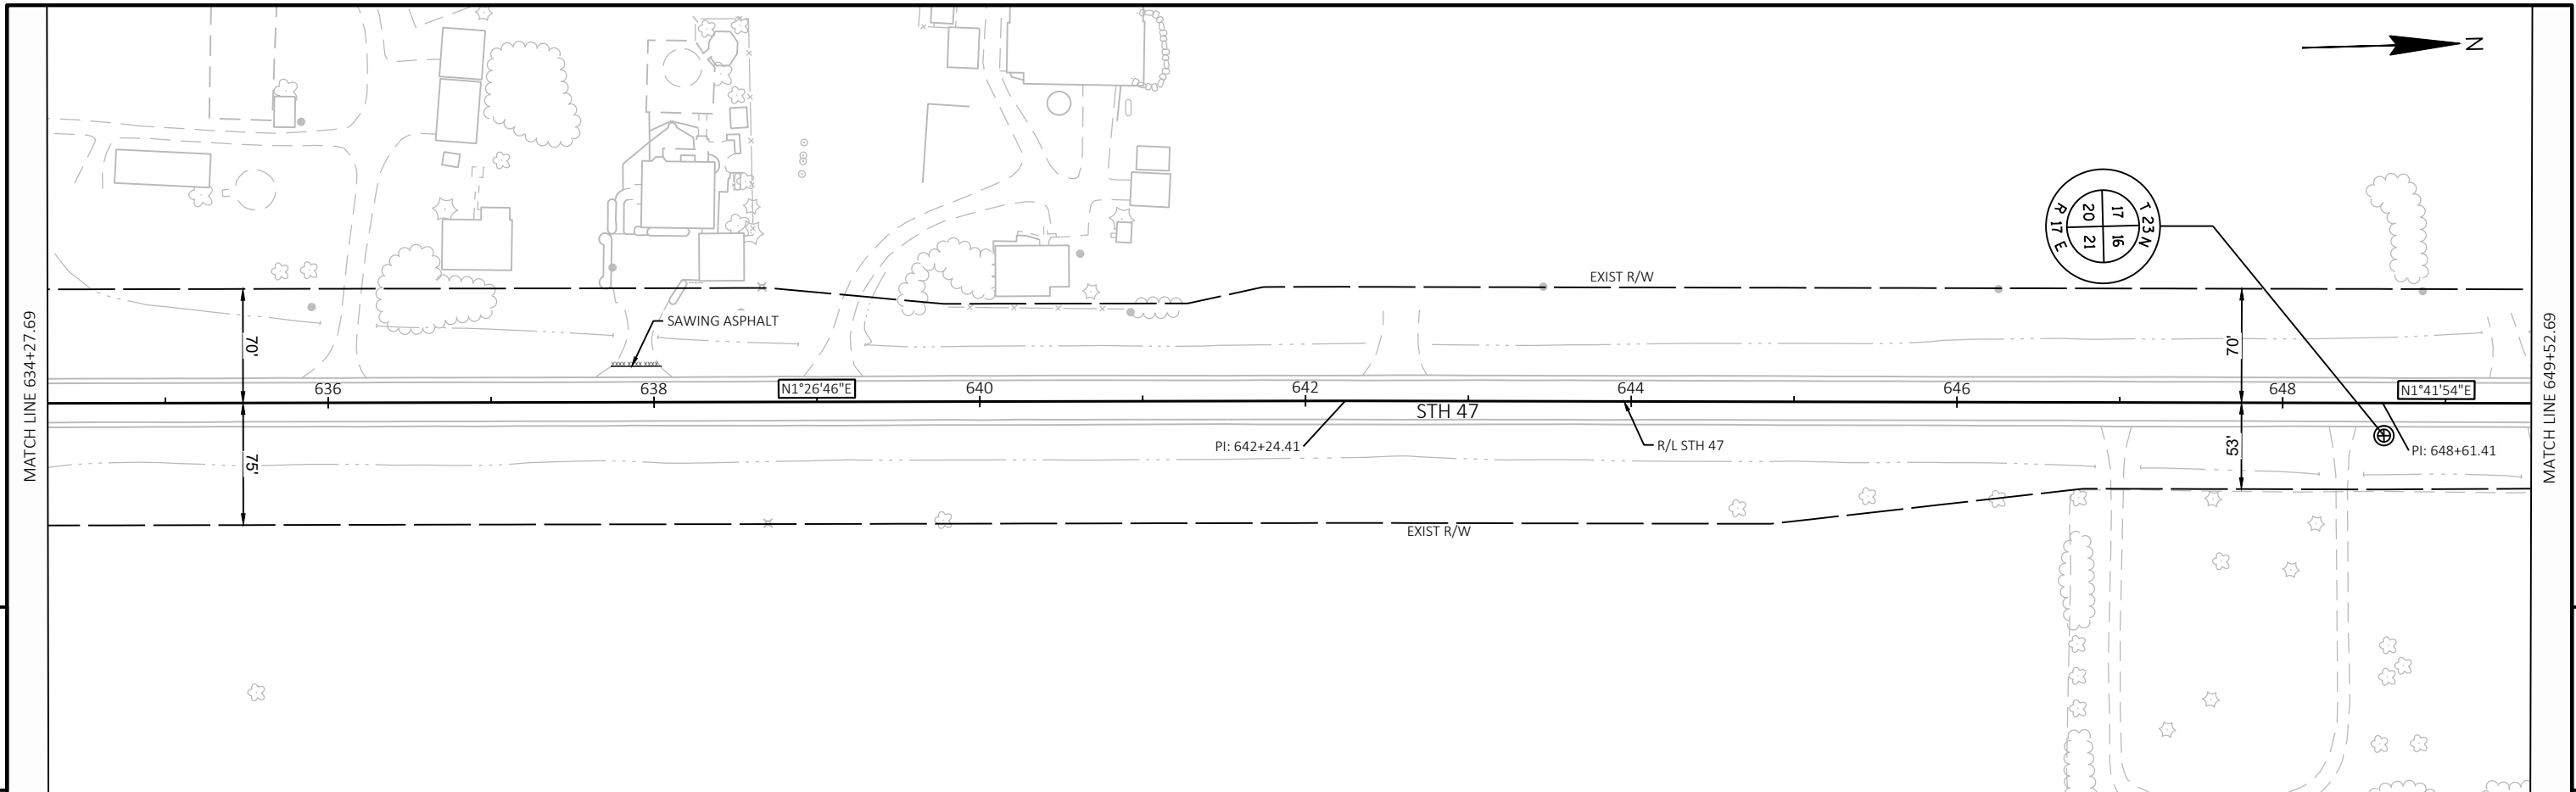 N
T 23 N
R 17 E
20 17
21 16
EXIST R/W
MATCH LINE 634+27.69
MATCH LINE 649+52.69
SAWING ASPHALT
70'
70'
636
638
N1°26'46"E
640
642
644
646
648
N1°41'54"E
STH 47
PI: 642+24.41
R/L STH 47
PI: 648+61.41
75'
53'
EXIST R/W